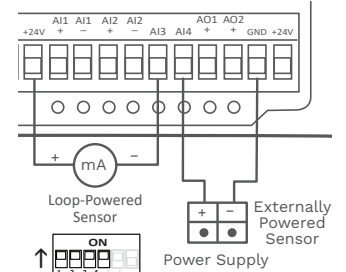 AI1 AI1 AI2 AI2 AO1 AO2
+24V + – + – AI3 AI4 + + GND +24V
+ mA –
Loop-Powered
Sensor
+ –
Externally
Powered
Sensor
Power Supply
ON